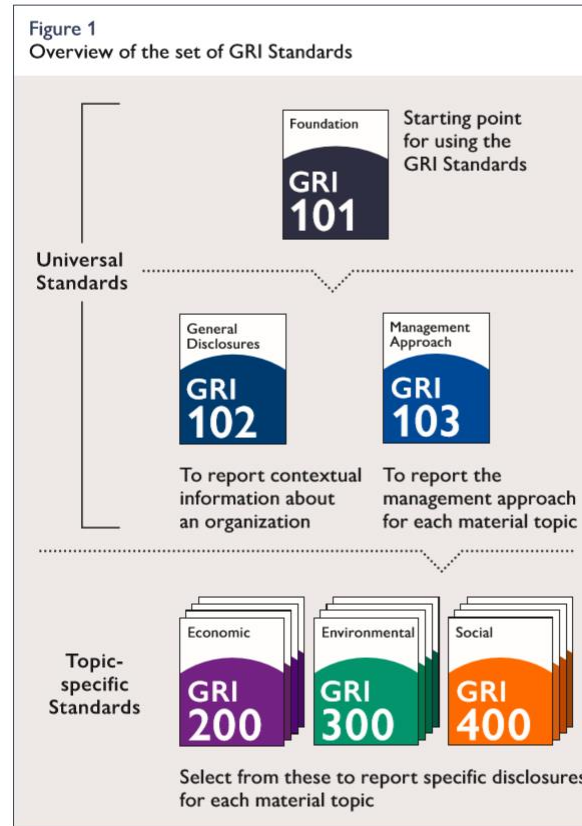 Figure 1
Overview of the set of GRI Standards
Foundation
GRI
101
Starting point
for using the
GRI Standards
Universal
Standards
General
Disclosures
GRI
102
Management
Approach
GRI
103
To report contextual
information about
an organization
To report the
management approach
for each material topic
Topic-
specific
Standards
Economic
GRI
200
Environmental
GRI
300
Social
GRI
400
Select from these to report specific disclosures
for each material topic